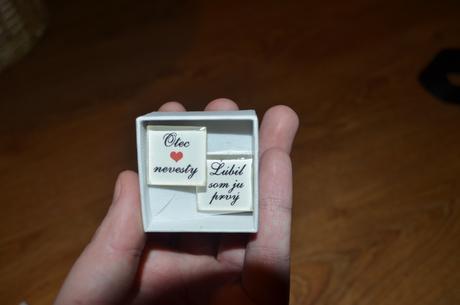 Otec
nevesty
Ľúbil
som ju
prvý